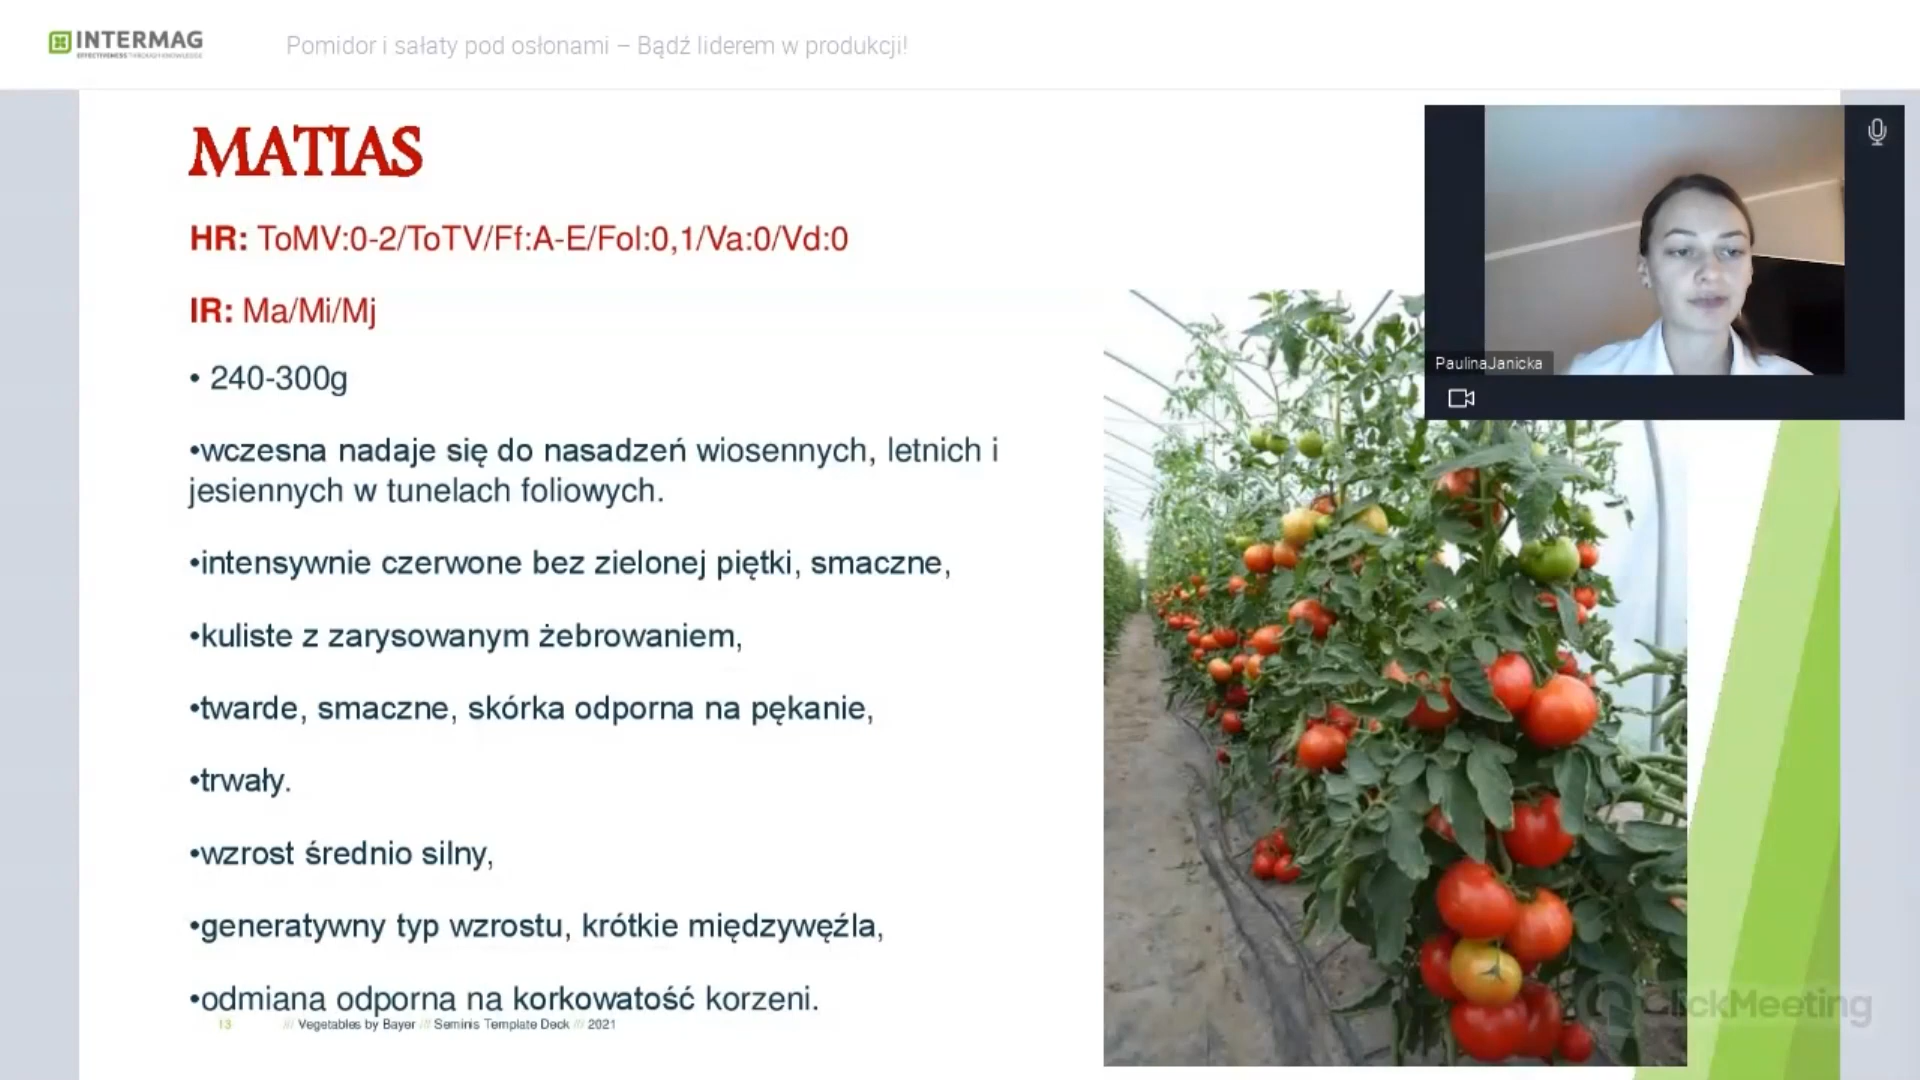 INTERMAG
EFFECTIVENESS THROUGH KNOWLEDGE
Pomidor i sałaty pod osłonami – Bądź liderem w produkcji!
MATIAS
HR: ToMV:0-2/ToTV/Ff:A-E/Fol:0,1/Va:0/Vd:0
IR: Ma/Mi/Mj
• 240-300g
•wczesna nadaje się do nasadzeń wiosennych, letnich i
jesiennych w tunelach foliowych.
•intensywnie czerwone bez zielonej piętki, smaczne,
•kuliste z zarysowanym żebrowaniem,
•twarde, smaczne, skórka odporna na pękanie,
•trwały.
•wzrost średnio silny,
•generatywny typ wzrostu, krótkie międzywęźla,
•odmiana odporna na korkowatość korzeni.
13 /// Vegetables by Bayer /// Seminis Template Deck /// 2021
PaulinaJanicka
ClickMeeting